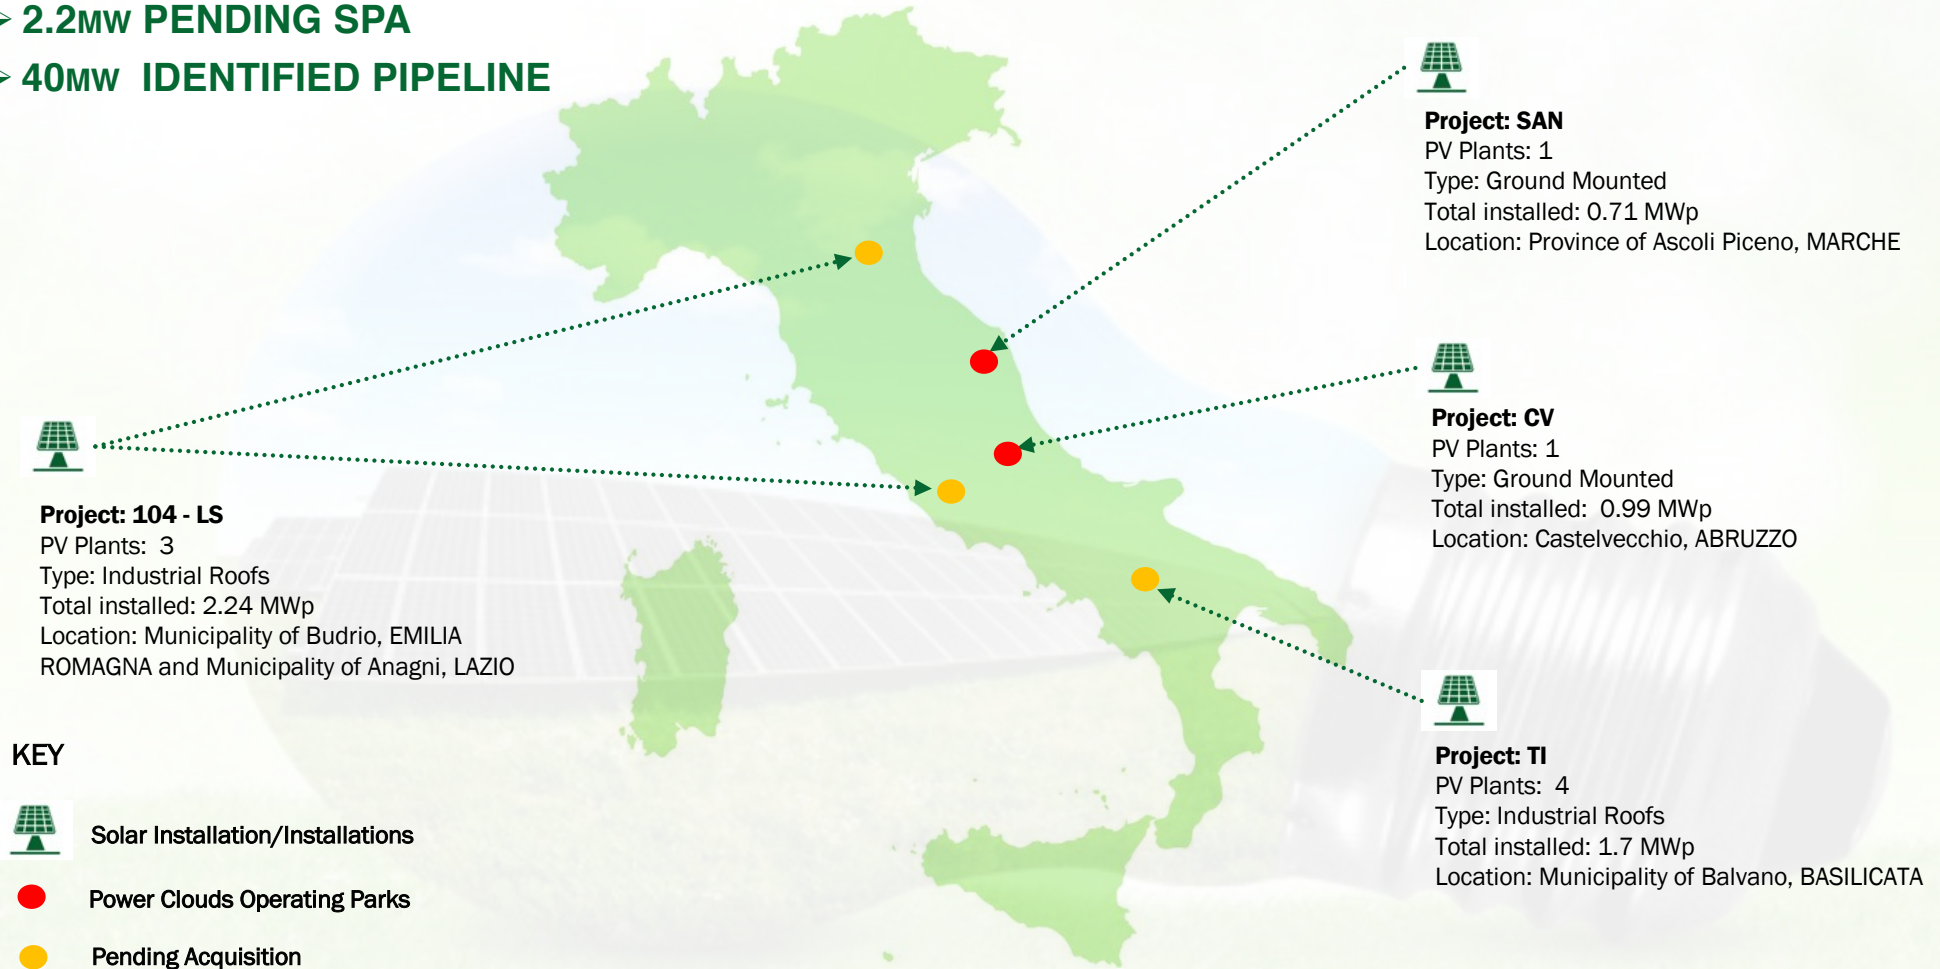 ➢ 2.2MW PENDING SPA
➢ 40MW IDENTIFIED PIPELINE
Project: SAN
PV Plants: 1
Type: Ground Mounted
Total installed: 0.71 MWp
Location: Province of Ascoli Piceno, MARCHE
Project: CV
PV Plants: 1
Type: Ground Mounted
Total installed: 0.99 MWp
Location: Castelvecchio, ABRUZZO
Project: 104 - LS
PV Plants: 3
Type: Industrial Roofs
Total installed: 2.24 MWp
Location: Municipality of Budrio, EMILIA
ROMAGNA and Municipality of Anagni, LAZIO
Project: TI
PV Plants: 4
Type: Industrial Roofs
Total installed: 1.7 MWp
Location: Municipality of Balvano, BASILICATA
KEY
Solar Installation/Installations
Power Clouds Operating Parks
Pending Acquisition